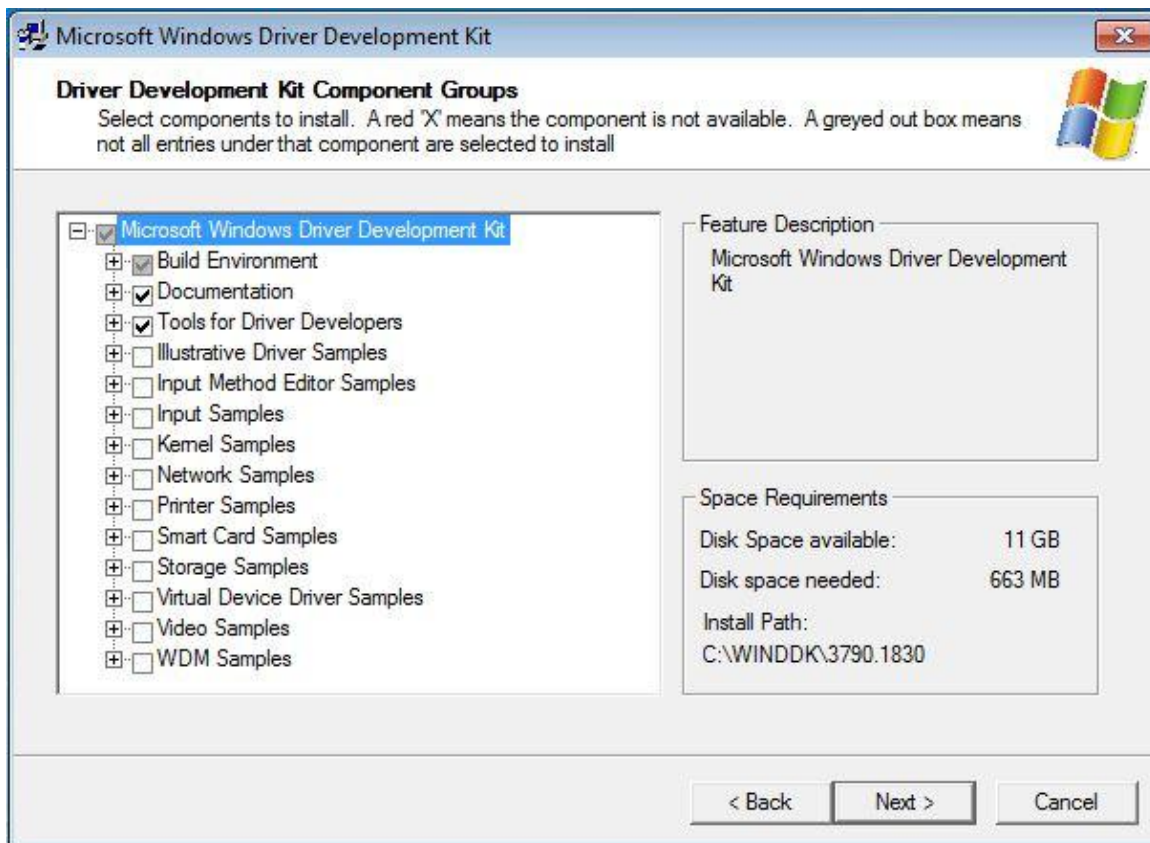 Microsoft Windows Driver Development Kit
Driver Development Kit Component Groups
Select components to install. A red 'X' means the component is not available. A greyed out box means
not all entries under that component are selected to install
Microsoft Windows Driver Development Kit
Build Environment
Documentation
Tools for Driver Developers
Illustrative Driver Samples
Input Method Editor Samples
Input Samples
Kernel Samples
Network Samples
Printer Samples
Smart Card Samples
Storage Samples
Virtual Device Driver Samples
Video Samples
WDM Samples
Feature Description
Microsoft Windows Driver Development
Kit
Space Requirements
Disk Space available: 11 GB
Disk space needed: 663 MB
Install Path:
C:\WINDDK\3790.1830
< Back Next > Cancel